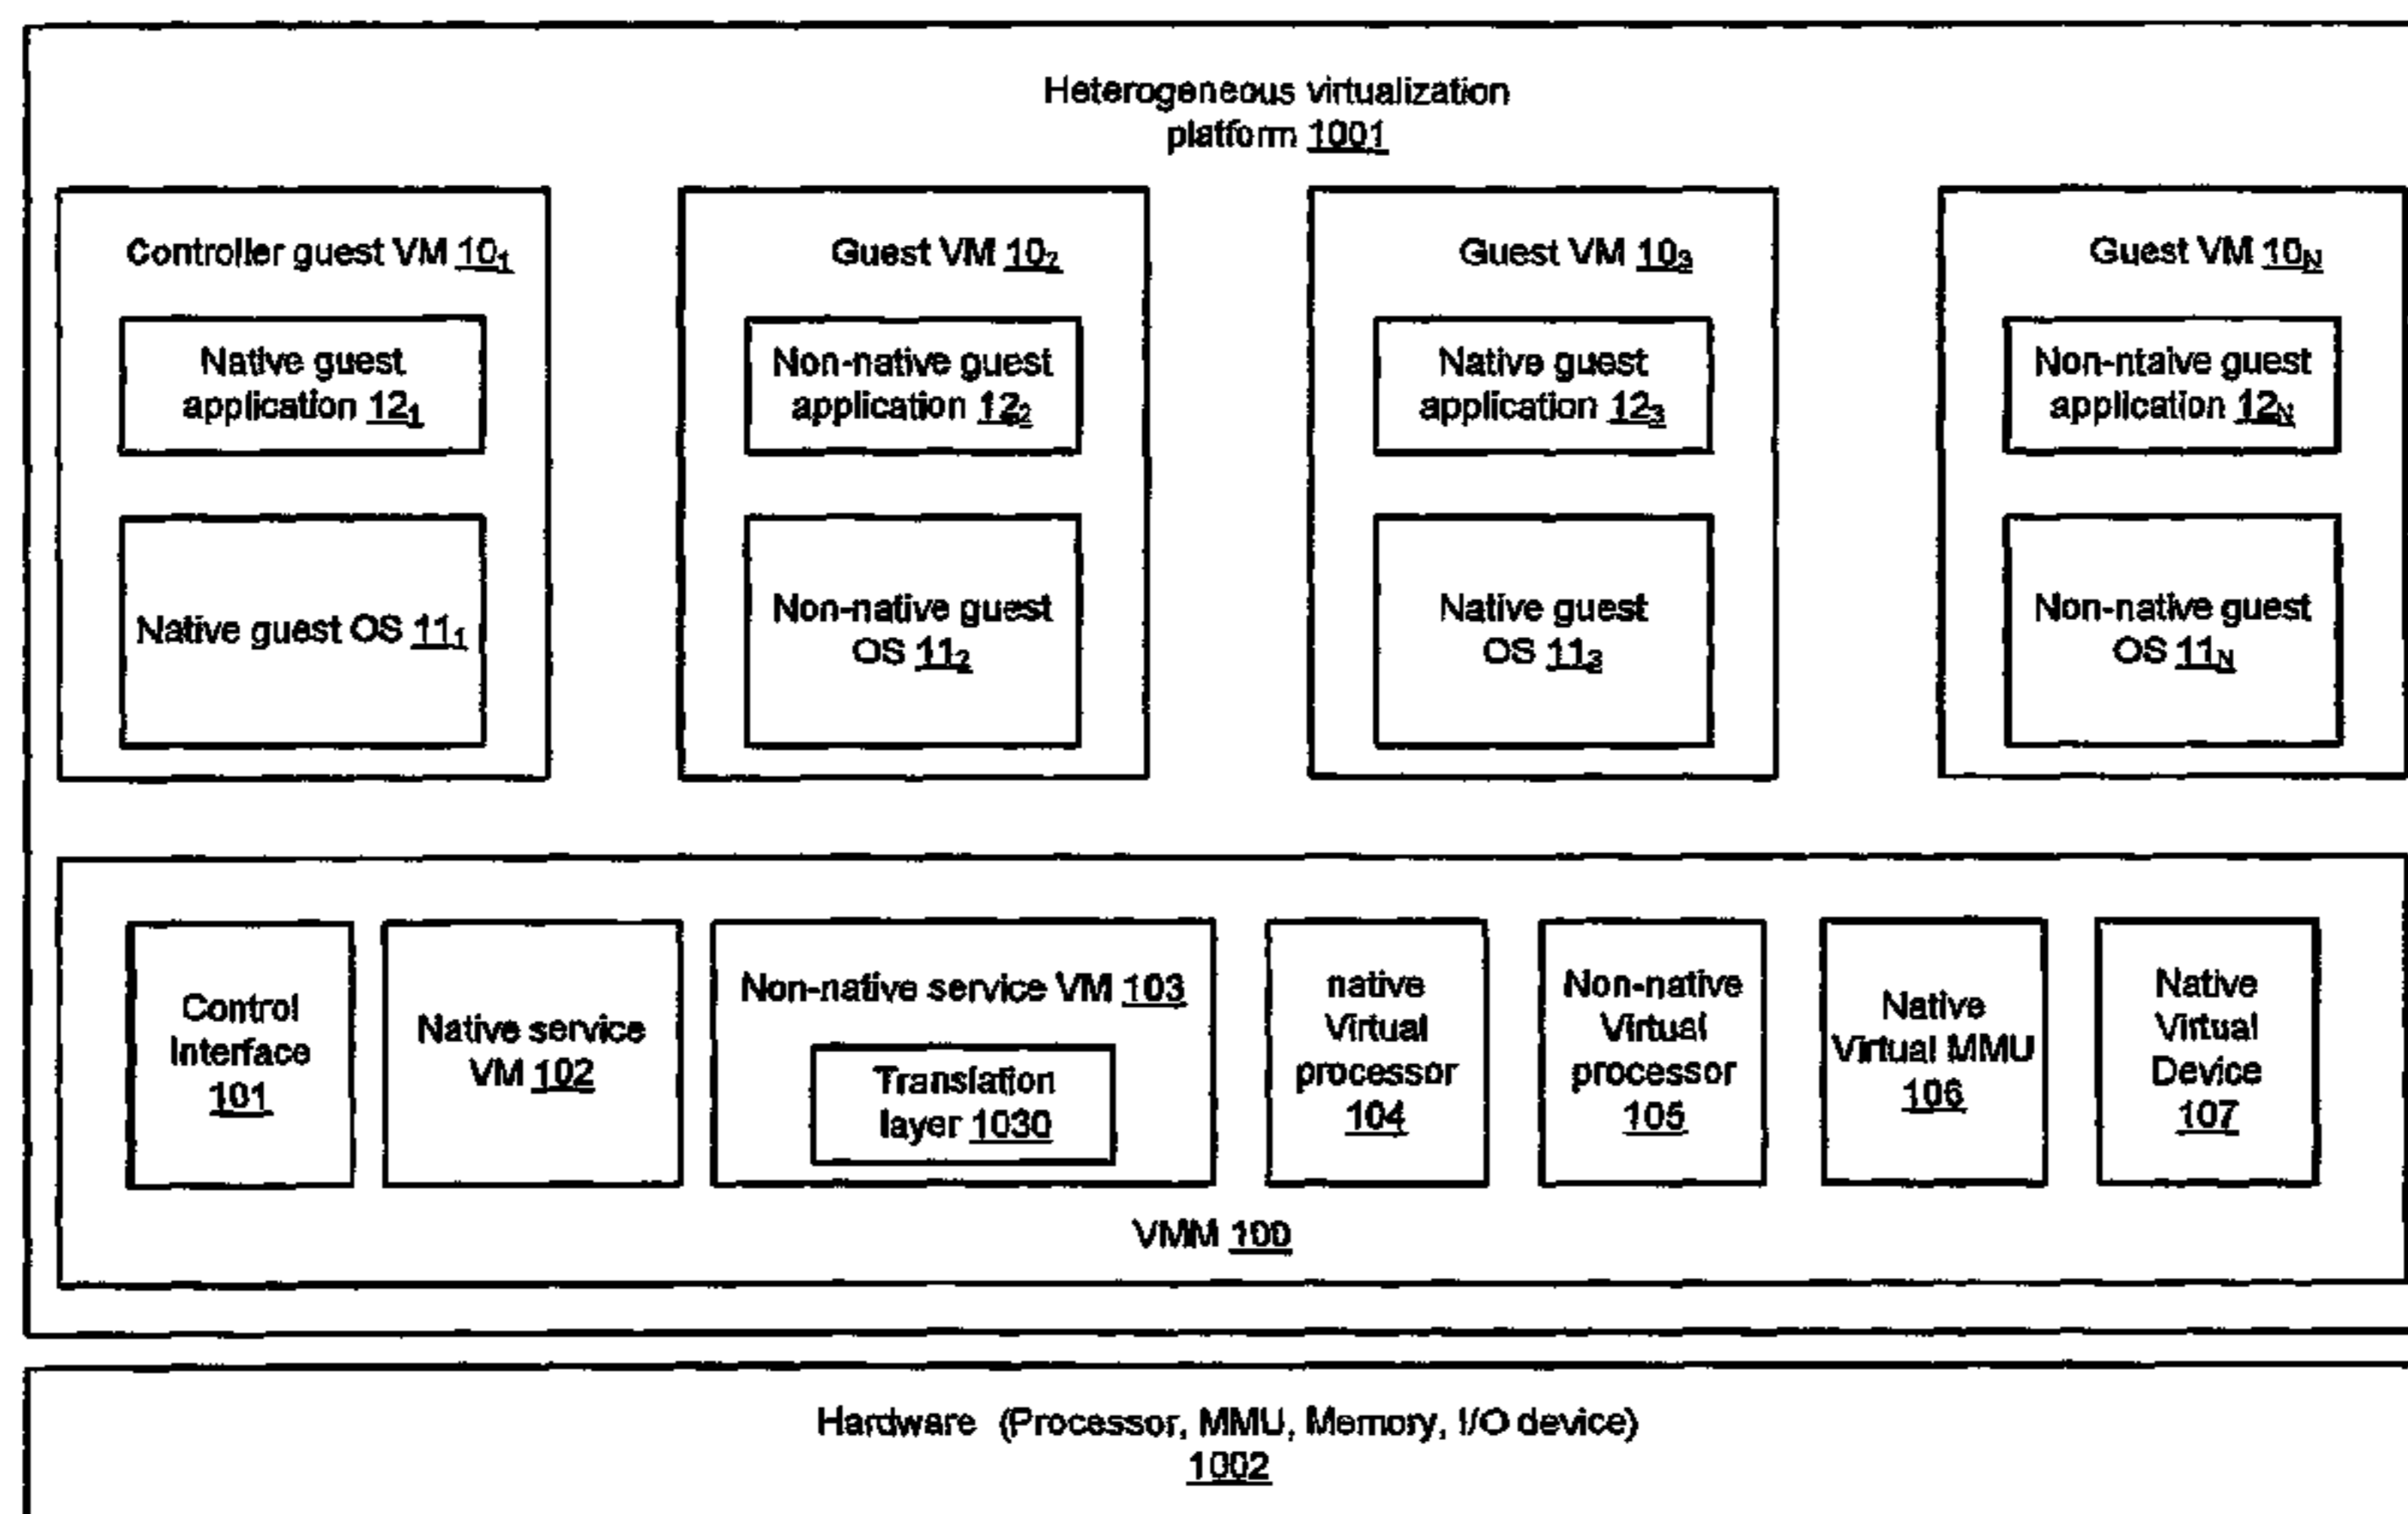 Heterogeneous virtualization
platform 1001
Controller guest VM 10₁
Native guest
application 12₁
Native guest OS 11₁
Guest VM 10₂
Non-native guest
application 12₂
Non-native guest
OS 11₂
Guest VM 10₃
Native guest
application 12₃
Native guest
OS 11₃
Guest VM 10N
Non-ntaive guest
application 12N
Non-native guest
OS 11N
Control
Interface
101
Native service
VM 102
Non-native service VM 103
Translation
layer 1030
native
Virtual
processor
104
Non-native
Virtual
processor
105
Native
Virtual MMU
106
Native
Virtual
Device
107
VMM 100
Hardware (Processor, MMU, Memory, I/O device)
1002